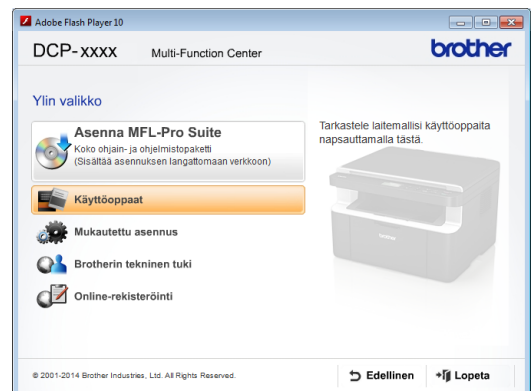 Adobe Flash Player 10
DCP-xxxx
Multi-Function Center
brother
Ylin valikko
Asenna MFL-Pro Suite
Koko ohjain- ja ohjelmistopaketti
(Sisältää asennuksen langattomaan verkkoon)
Käyttöoppaat
Mukautettu asennus
Brotherin tekninen tuki
Online-rekisteröinti
Tarkastele laitemallisi käyttöoppaita
napsauttamalla tästä.
brother
© 2001-2014 Brother Industries, Ltd. All Rights Reserved.
Edellinen
Lopeta